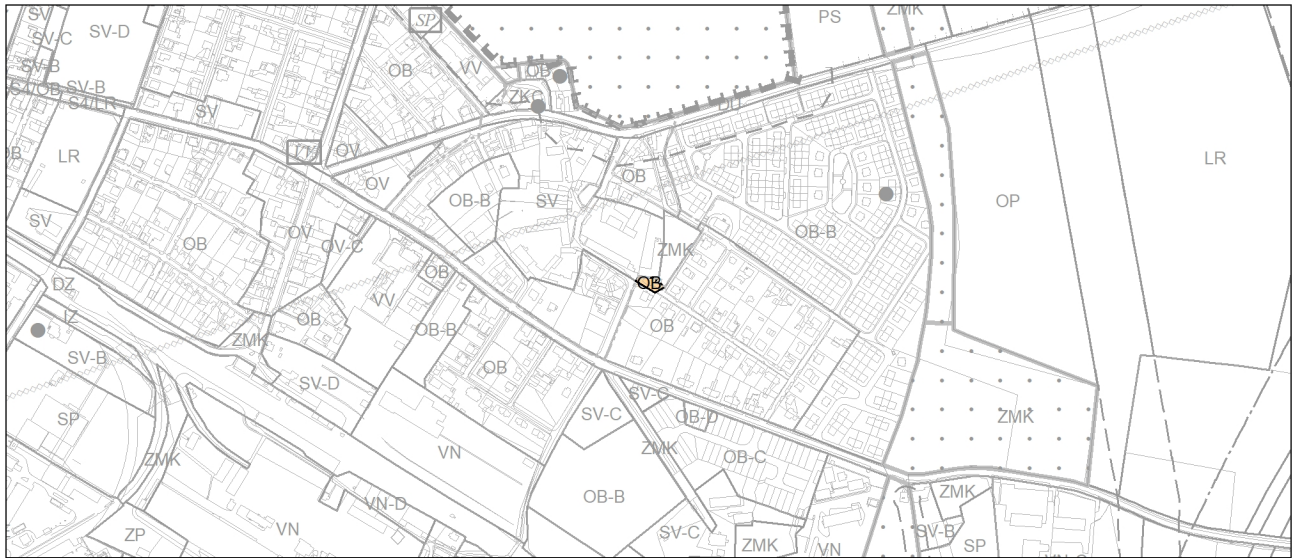 SV
SV-D
SP
PS
ZMK
SV-C
SV-B
OB
VV
OB
S4/OB
SV-B
ZKC
S4/LR
SV
DU
LR
OV
OB
OV
OB
LR
OB-B
SV
OP
SV
OB
OV
OV-C
ZMK
OB-B
OB
DZ
OB
VV
IZ
OB
OB
ZMK
OB-B
SV-B
OB
SV-D
SV-C
SP
SV-C
OB-D
ZMK
ZMK
VN
ZMK
OB-C
ZMK
OB-B
VN-D
ZMK
ZP
VN
SV-C
ZMK
VN
SV-B
SP